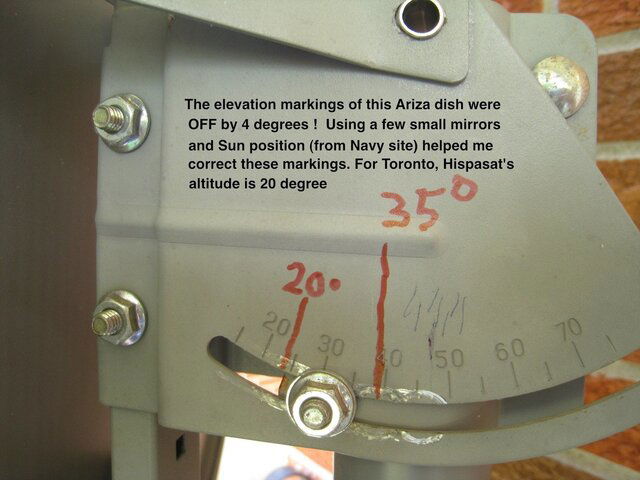 The elevation markings of this Ariza dish were
OFF by 4 degrees ! Using a few small mirrors
and Sun position (from Navy site) helped me
correct these markings. For Toronto, Hispasat's
altitude is 20 degree
35°
20°
20 30 40 50 60 70